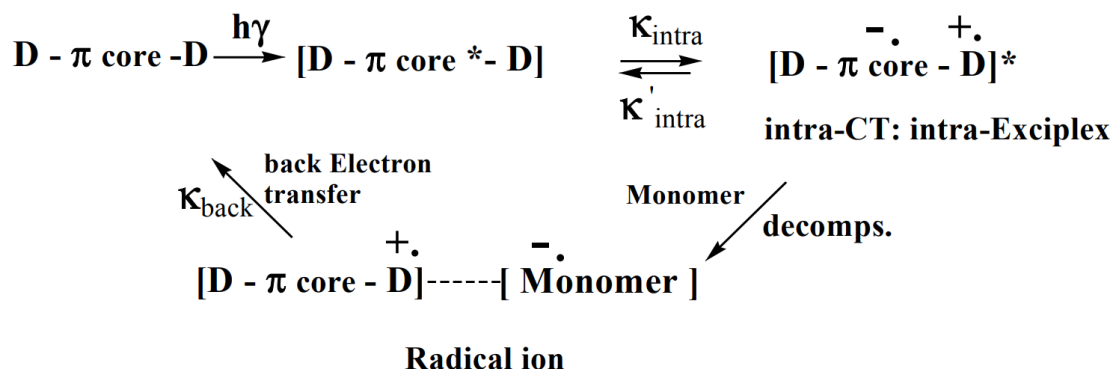 hγ
D - π core -D [D - π core *- D]
κintra
κ'intra
-. +.
[D - π core - D]*
intra-CT: intra-Exciplex
back Electron
transfer
κback
Monomer
decomps.
+. -.
[D - π core - D]------[ Monomer ]
Radical ion